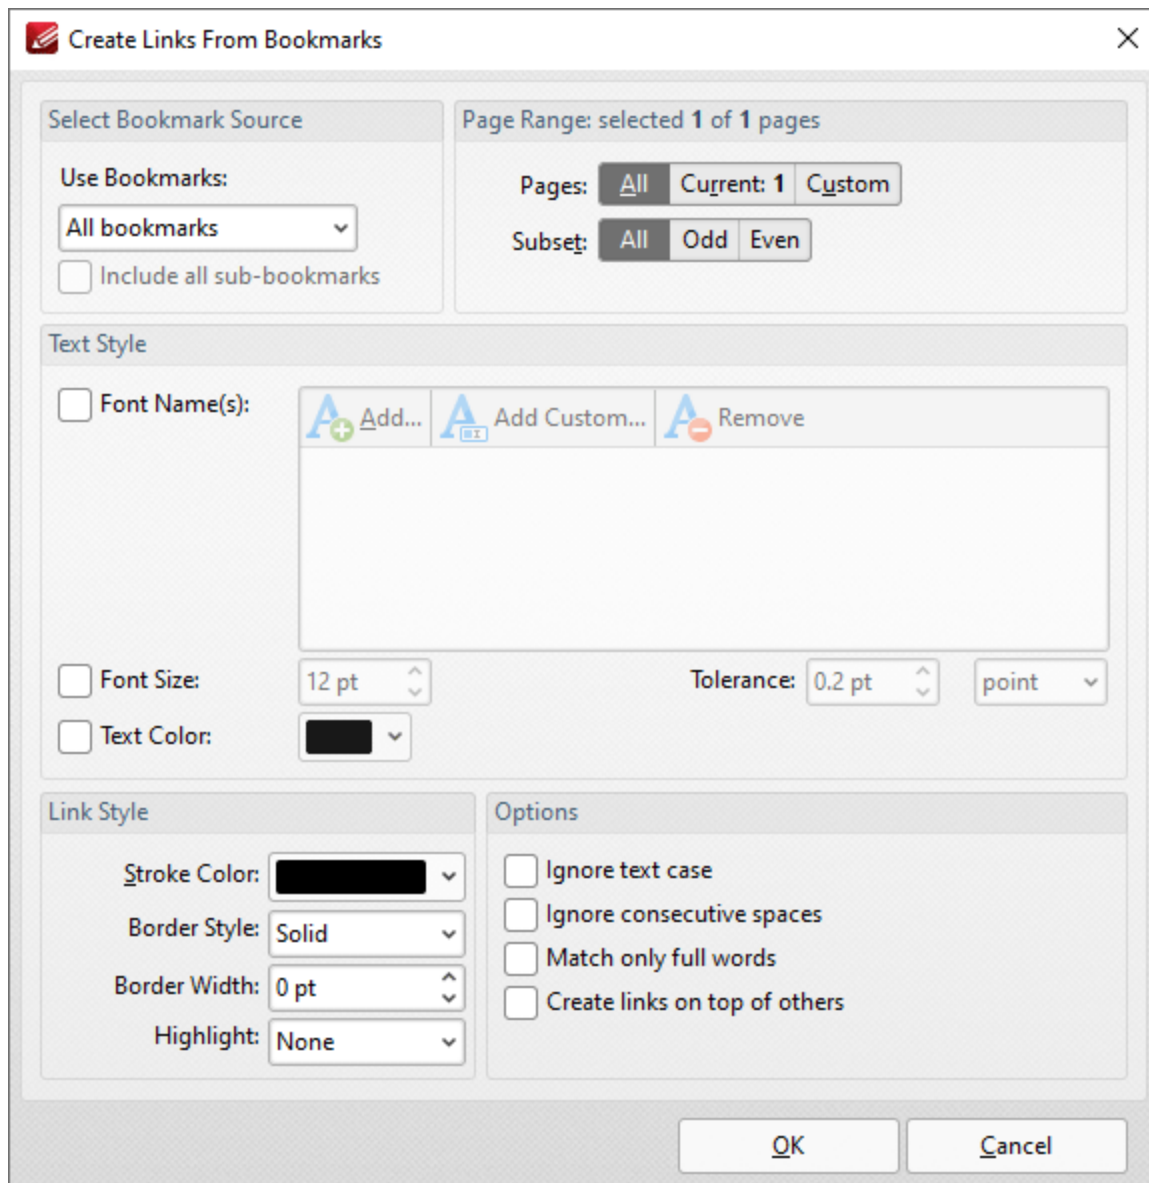 Create Links From Bookmarks
Select Bookmark Source
Use Bookmarks:
All bookmarks
Include all sub-bookmarks
Page Range: selected 1 of 1 pages
Pages: All Current: 1 Custom
Subset: All Odd Even
Text Style
Font Name(s):
Add... Add Custom... Remove
Font Size: 12 pt Tolerance: 0.2 pt point
Text Color:
Link Style
Stroke Color:
Border Style: Solid
Border Width: 0 pt
Highlight: None
Options
Ignore text case
Ignore consecutive spaces
Match only full words
Create links on top of others
OK Cancel